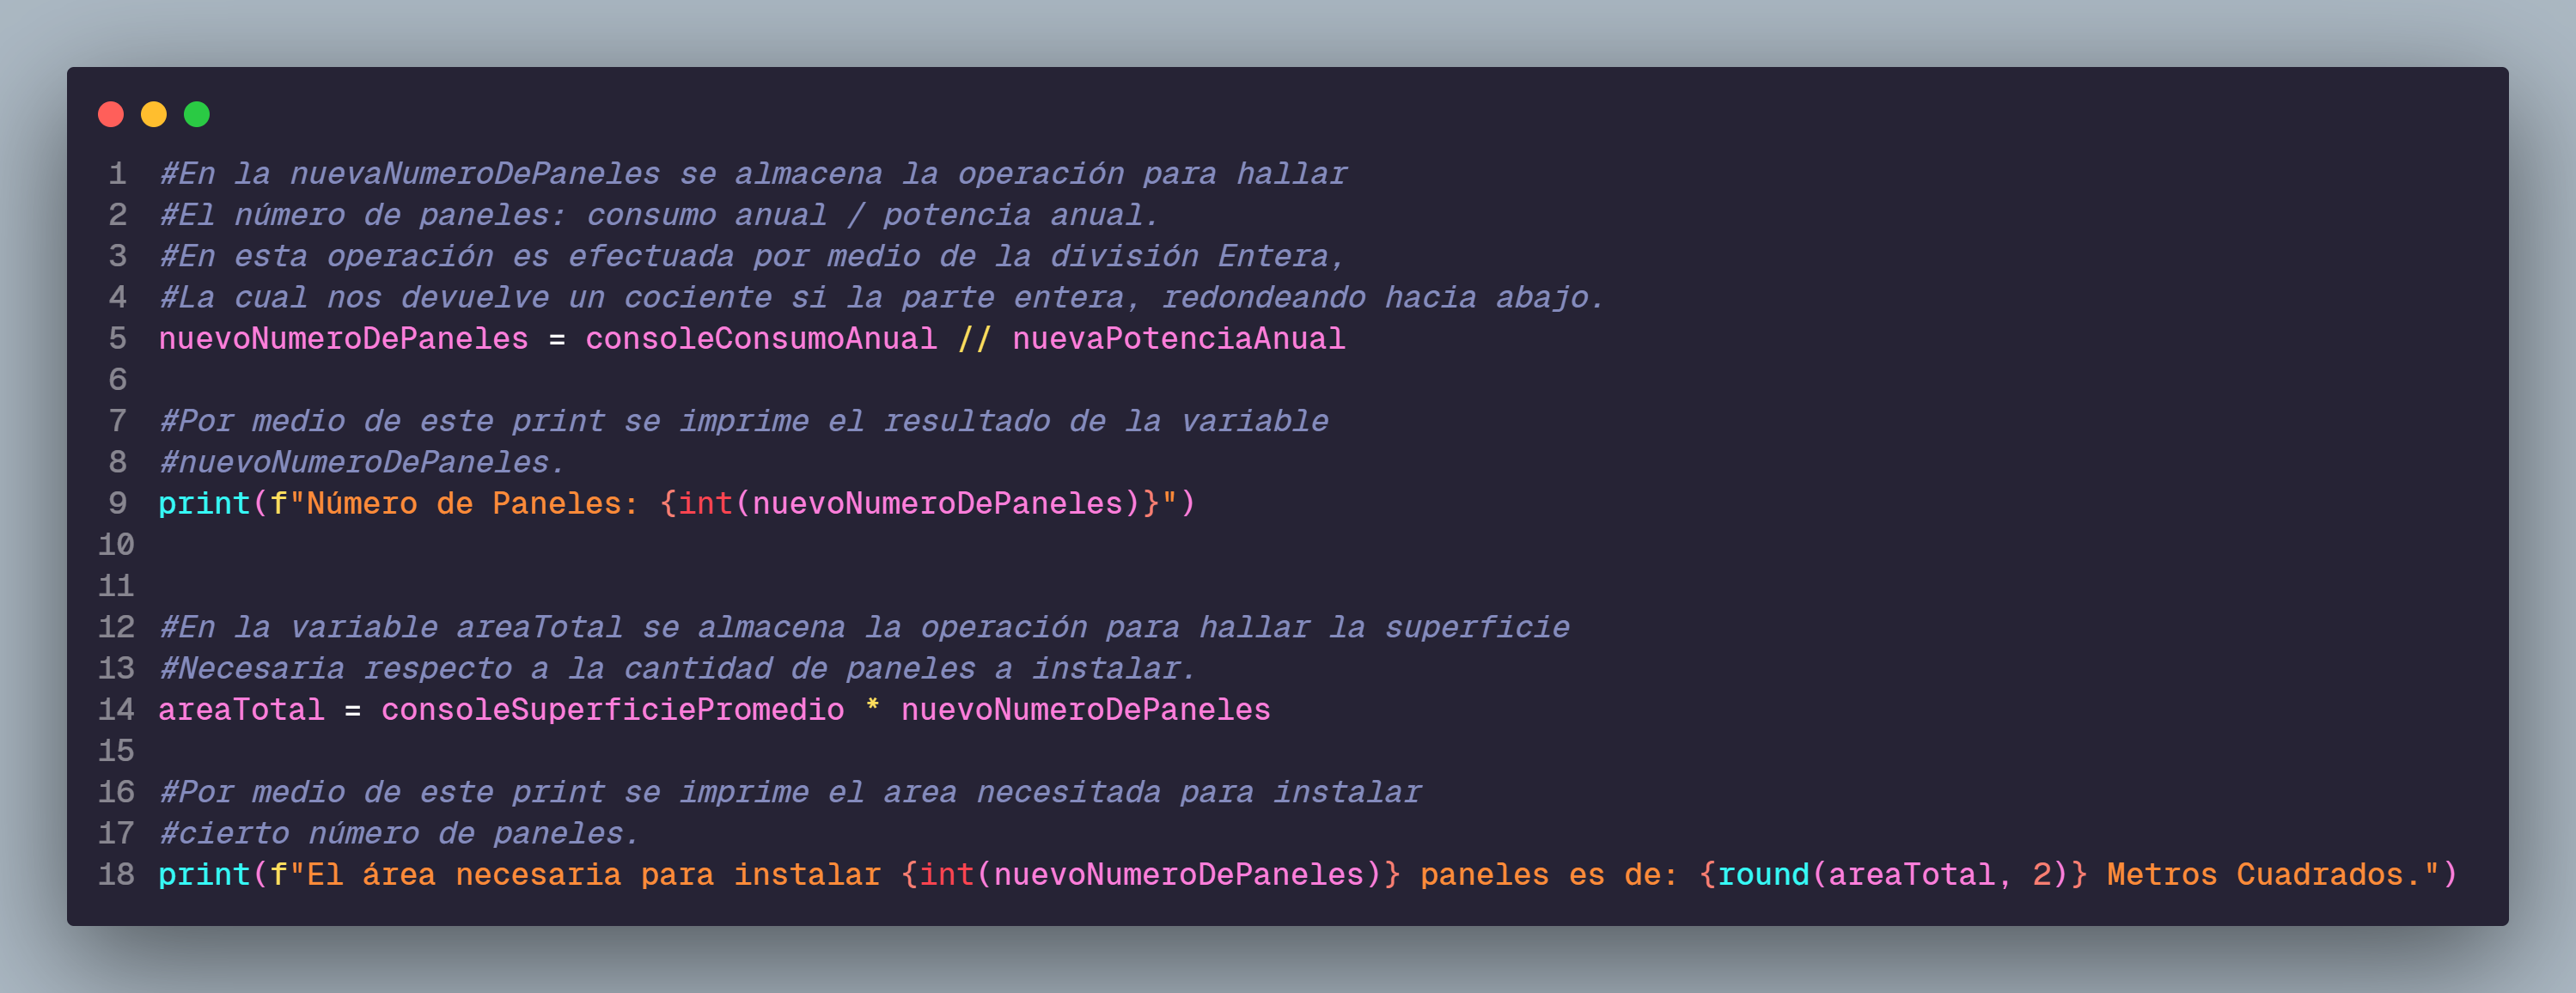 1 #En la nuevaNumeroDePaneles se almacena la operación para hallar
2 #El número de paneles: consumo anual / potencia anual.
3 #En esta operación es efectuada por medio de la división Entera,
4 #La cual nos devuelve un cociente si la parte entera, redondeando hacia abajo.
5 nuevoNumeroDePaneles = consoleConsumoAnual // nuevaPotenciaAnual
6
7 #Por medio de este print se imprime el resultado de la variable
8 #nuevoNumeroDePaneles.
9 print(f"Número de Paneles: {int(nuevoNumeroDePaneles)}")
10
11
12 #En la variable areaTotal se almacena la operación para hallar la superficie
13 #Necesaria respecto a la cantidad de paneles a instalar.
14 areaTotal = consoleSuperficiePromedio * nuevoNumeroDePaneles
15
16 #Por medio de este print se imprime el area necesitada para instalar
17 #cierto número de paneles.
18 print(f"El área necesaria para instalar {int(nuevoNumeroDePaneles)} paneles es de: {round(areaTotal, 2)} Metros Cuadrados.")